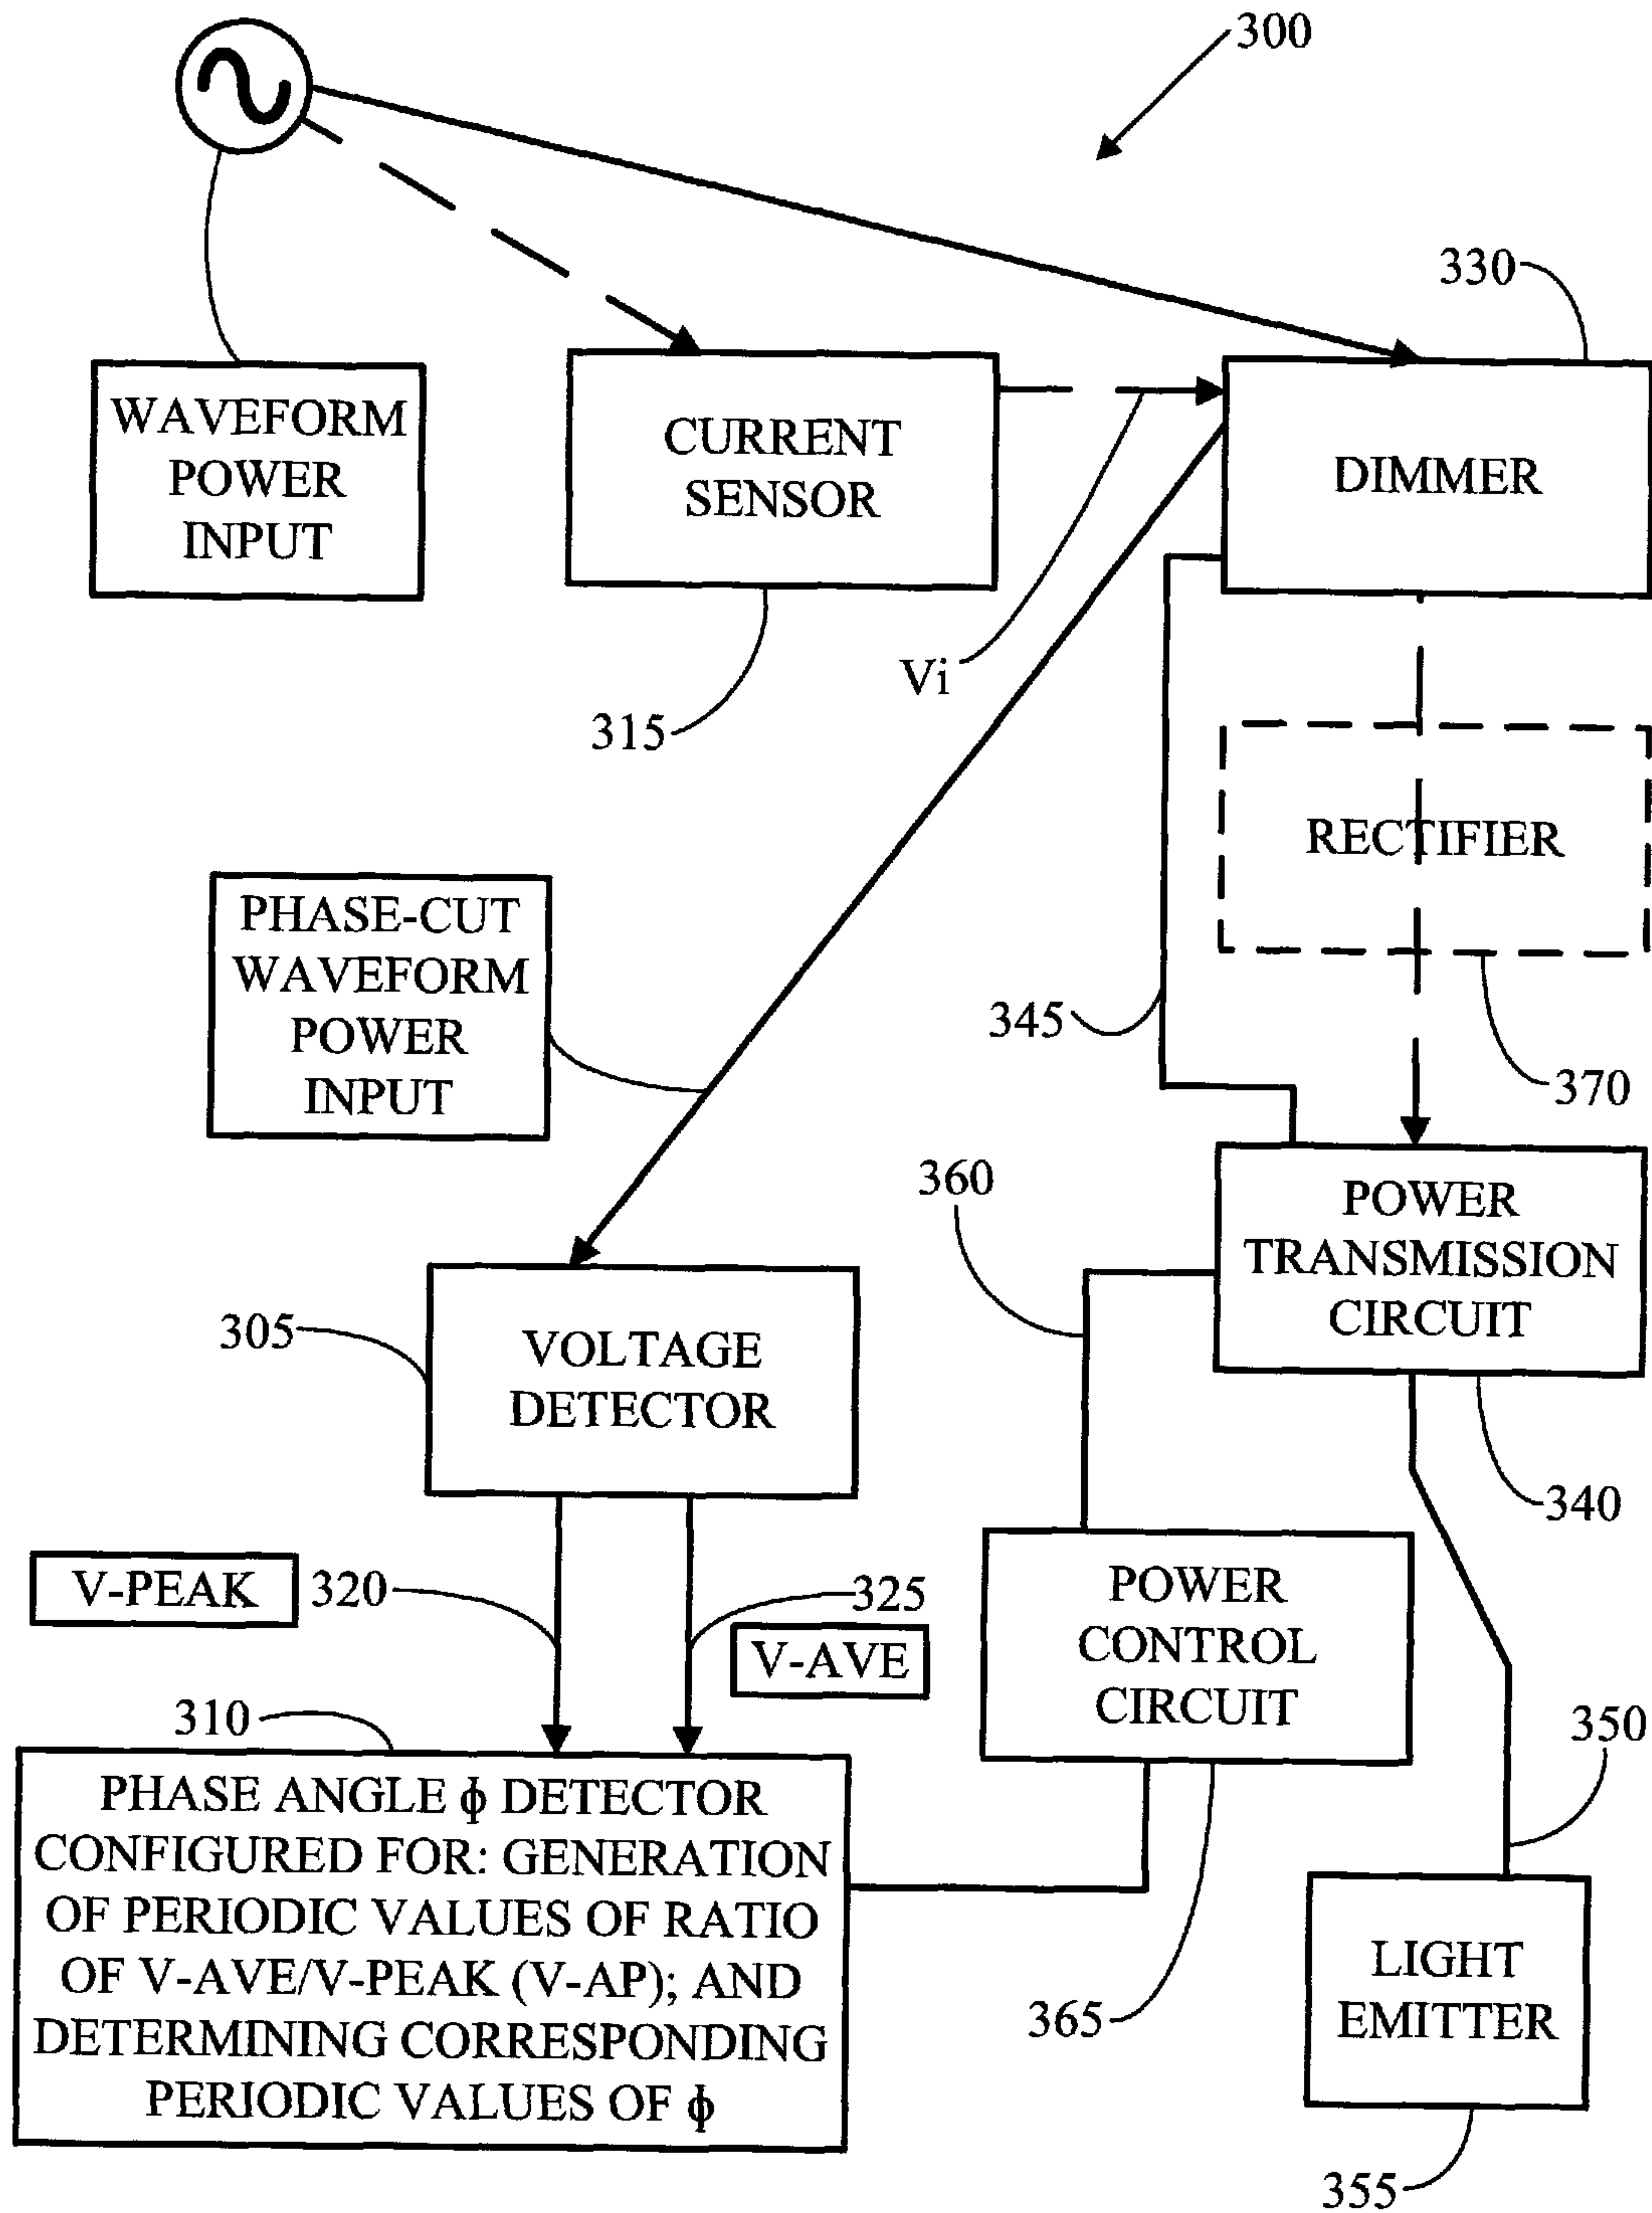 300
330
WAVEFORM
POWER
INPUT
CURRENT
SENSOR
DIMMER
Vi
315
RECTIFIER
PHASE-CUT
WAVEFORM
POWER
INPUT
345
370
360
POWER
TRANSMISSION
CIRCUIT
305
VOLTAGE
DETECTOR
340
V-PEAK
320
325
V-AVE
POWER
CONTROL
CIRCUIT
310
350
PHASE ANGLE ϕ DETECTOR
CONFIGURED FOR: GENERATION
OF PERIODIC VALUES OF RATIO
OF V-AVE/V-PEAK (V-AP); AND
DETERMINING CORRESPONDING
PERIODIC VALUES OF ϕ
LIGHT
EMITTER
365
355